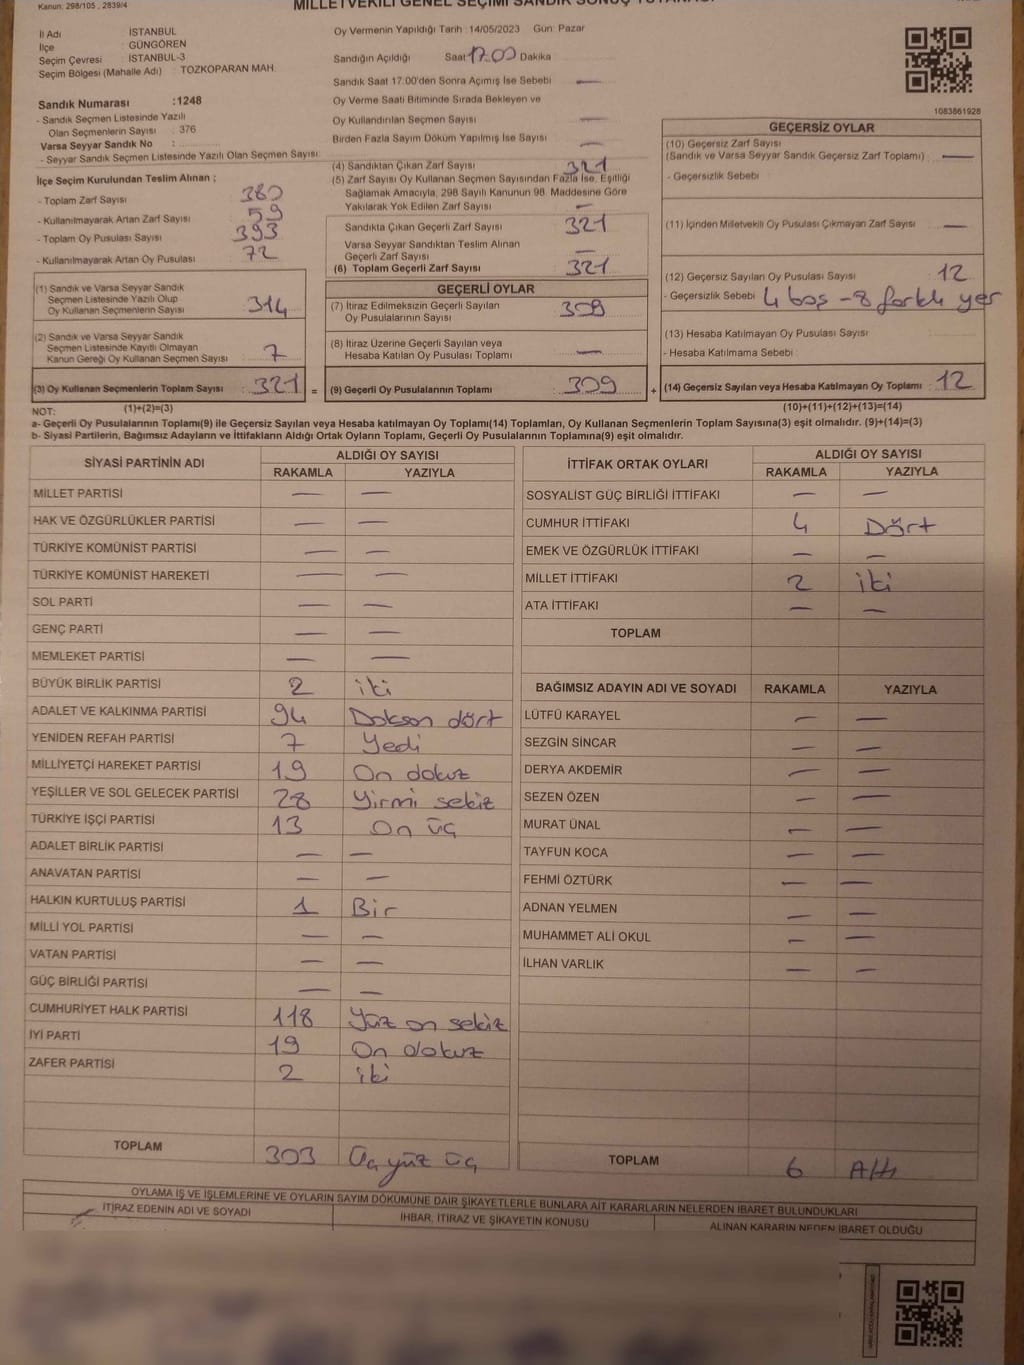 Kanun: 298/105 , 2839/4
MİLLETVEKİLİ GENEL SEÇİMİ SANDIK SONUÇ TUTANAĞI
İl Adı İSTANBUL
İlçe GÜNGÖREN
Seçim Çevresi İSTANBUL-3
Seçim Bölgesi (Mahalle Adı) : TOZKOPARAN MAH.
Sandık Numarası :1248
- Sandık Seçmen Listesinde Yazılı
Olan Seçmenlerin Sayısı : 376
Varsa Seyyar Sandık No :
- Seyyar Sandık Seçmen Listesinde Yazılı Olan Seçmen Sayısı:
İlçe Seçim Kurulundan Teslim Alınan ;
- Toplam Zarf Sayısı 380
- Kullanılmayarak Artan Zarf Sayısı 59
- Toplam Oy Pusulası Sayısı 393
- Kullanılmayarak Artan Oy Pusulası 72
(1) Sandık ve Varsa Seyyar Sandık
Seçmen Listesinde Yazılı Olup
Oy Kullanan Seçmenlerin Sayısı 314
(2) Sandık ve Varsa Seyyar Sandık
Seçmen Listesinde Kayıtlı Olmayan
Kanun Gereği Oy Kullanan Seçmen Sayısı 7
(3) Oy Kullanan Seçmenlerin Toplam Sayısı 321 =
(1)+(2)=(3)
Oy Vermenin Yapıldığı Tarih :14/05/2023 Gün: Pazar
Sandığın Açıldığı Saat 17.00 Dakika
Sandık Saat 17:00'den Sonra Açılmış İse Sebebi —
Oy Verme Saati Bitiminde Sırada Bekleyen ve
Oy Kullandırılan Seçmen Sayısı —
Birden Fazla Sayım Döküm Yapılmış İse Sayısı —
(4) Sandıktan Çıkan Zarf Sayısı 321
(5) Zarf Sayısı Oy Kullanan Seçmen Sayısından Fazla İse, Eşitliği
Sağlamak Amacıyla, 298 Sayılı Kanunun 98. Maddesine Göre
Yakılarak Yok Edilen Zarf Sayısı —
Sandıkta Çıkan Geçerli Zarf Sayısı 321
Varsa Seyyar Sandıktan Teslim Alınan
Geçerli Zarf Sayısı —
(6) Toplam Geçerli Zarf Sayısı 321
GEÇERLİ OYLAR
(7) İtiraz Edilmeksizin Geçerli Sayılan
Oy Pusulalarının Sayısı 309
(8) İtiraz Üzerine Geçerli Sayılan veya
Hesaba Katılan Oy Pusulası Toplamı —
(9) Geçerli Oy Pusulalarının Toplamı 309 +
1083861928
GEÇERSİZ OYLAR
(10) Geçersiz Zarf Sayısı
(Sandık ve Varsa Seyyar Sandık Geçersiz Zarf Toplamı) : —
- Geçersizlik Sebebi :
(11) İçinden Milletvekili Oy Pusulası Çıkmayan Zarf Sayısı —
(12) Geçersiz Sayılan Oy Pusulası Sayısı 12
- Geçersizlik Sebebi : 4 boş - 8 farklı yer
(13) Hesaba Katılmayan Oy Pusulası Sayısı :
- Hesaba Katılmama Sebebi :
(14) Geçersiz Sayılan veya Hesaba Katılmayan Oy Toplamı : 12
(10)+(11)+(12)+(13)=(14)
NOT:
a- Geçerli Oy Pusulalarının Toplamı(9) ile Geçersiz Sayılan veya Hesaba katılmayan Oy Toplamı(14) Toplamları, Oy Kullanan Seçmenlerin Toplam Sayısına(3) eşit olmalıdır. (9)+(14)=(3)
b- Siyasi Partilerin, Bağımsız Adayların ve İttifakların Aldığı Ortak Oyların Toplamı, Geçerli Oy Pusulalarının Toplamına(9) eşit olmalıdır.
SİYASİ PARTİNİN ADI ALDIĞI OY SAYISI
RAKAMLA YAZIYLA
MİLLET PARTİSİ — —
HAK VE ÖZGÜRLÜKLER PARTİSİ — —
TÜRKİYE KOMÜNİST PARTİSİ — —
TÜRKİYE KOMÜNİST HAREKETİ — —
SOL PARTİ — —
GENÇ PARTİ — —
MEMLEKET PARTİSİ — —
BÜYÜK BİRLİK PARTİSİ 2 iki
ADALET VE KALKINMA PARTİSİ 94 Doksan dört
YENİDEN REFAH PARTİSİ 7 Yedi
MİLLİYETÇİ HAREKET PARTİSİ 19 On dokuz
YEŞİLLER VE SOL GELECEK PARTİSİ 28 Yirmi sekiz
TÜRKİYE İŞÇİ PARTİSİ 13 On üç
ADALET BİRLİK PARTİSİ — —
ANAVATAN PARTİSİ — —
HALKIN KURTULUŞ PARTİSİ 1 Bir
MİLLİ YOL PARTİSİ — —
VATAN PARTİSİ — —
GÜÇ BİRLİĞİ PARTİSİ — —
CUMHURİYET HALK PARTİSİ 118 Yüz on sekiz
İYİ PARTİ 19 On dokuz
ZAFER PARTİSİ 2 iki
TOPLAM 303 Üç yüz üç
İTTİFAK ORTAK OYLARI ALDIĞI OY SAYISI
RAKAMLA YAZIYLA
SOSYALİST GÜÇ BİRLİĞİ İTTİFAKI — —
CUMHUR İTTİFAKI 4 Dört
EMEK VE ÖZGÜRLÜK İTTİFAKI — —
MİLLET İTTİFAKI 2 iki
ATA İTTİFAKI — —
TOPLAM
BAĞIMSIZ ADAYIN ADI VE SOYADI RAKAMLA YAZIYLA
LÜTFÜ KARAYEL — —
SEZGİN SİNCAR — —
DERYA AKDEMİR — —
SEZEN ÖZEN — —
MURAT ÜNAL — —
TAYFUN KOCA — —
FEHMİ ÖZTÜRK — —
ADNAN YELMEN — —
MUHAMMET ALİ OKUL — —
İLHAN VARLIK — —
TOPLAM 6 Altı
OYLAMA İŞ VE İŞLEMLERİNE VE OYLARIN SAYIM DÖKÜMÜNE DAİR ŞİKAYETLERLE BUNLARA AİT KARARLARIN NELERDEN İBARET BULUNDUKLARI
İTİRAZ EDENİN ADI VE SOYADI İHBAR, İTİRAZ VE ŞİKAYETİN KONUSU ALINAN KARARIN NEDEN İBARET OLDUĞU